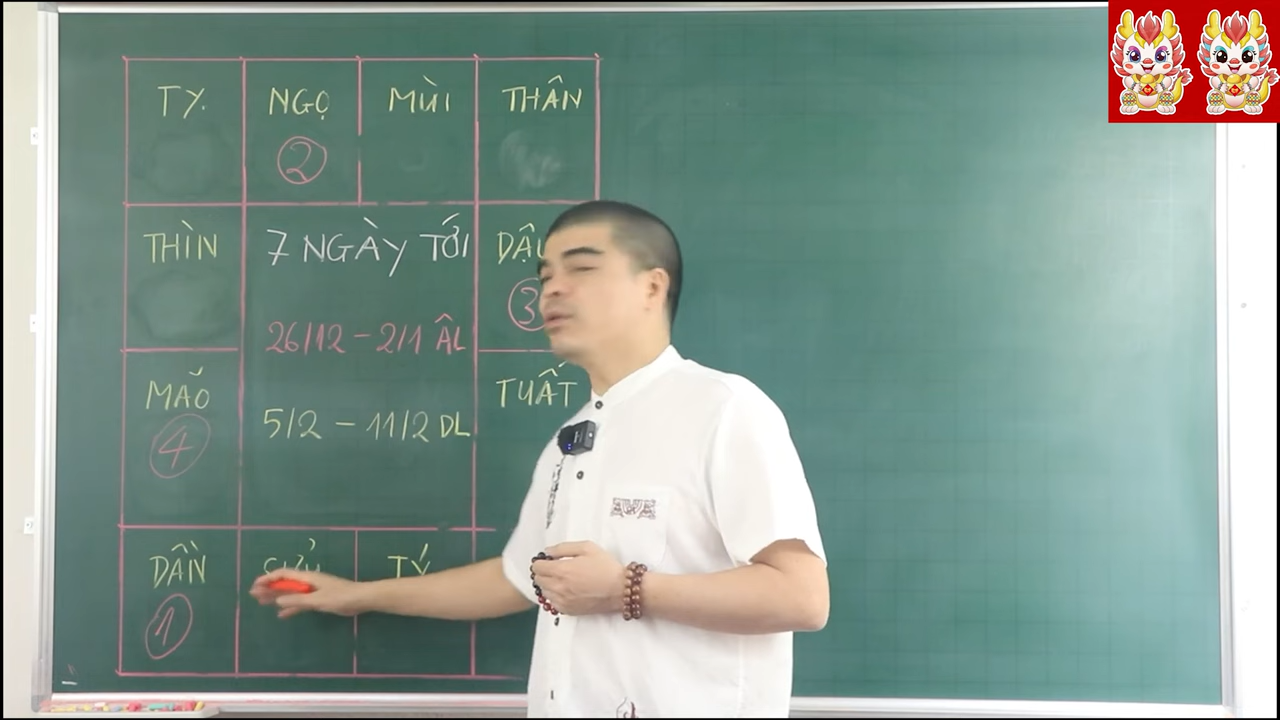 TY.
NGỌ
MÙI
THÂN
2
THÌN
7 NGÀY TỚI
3
26/12 - 2/1 ÂL
MÃO
TUẤT
4
5/2 - 11/2 DL
DẦN
TÝ
1